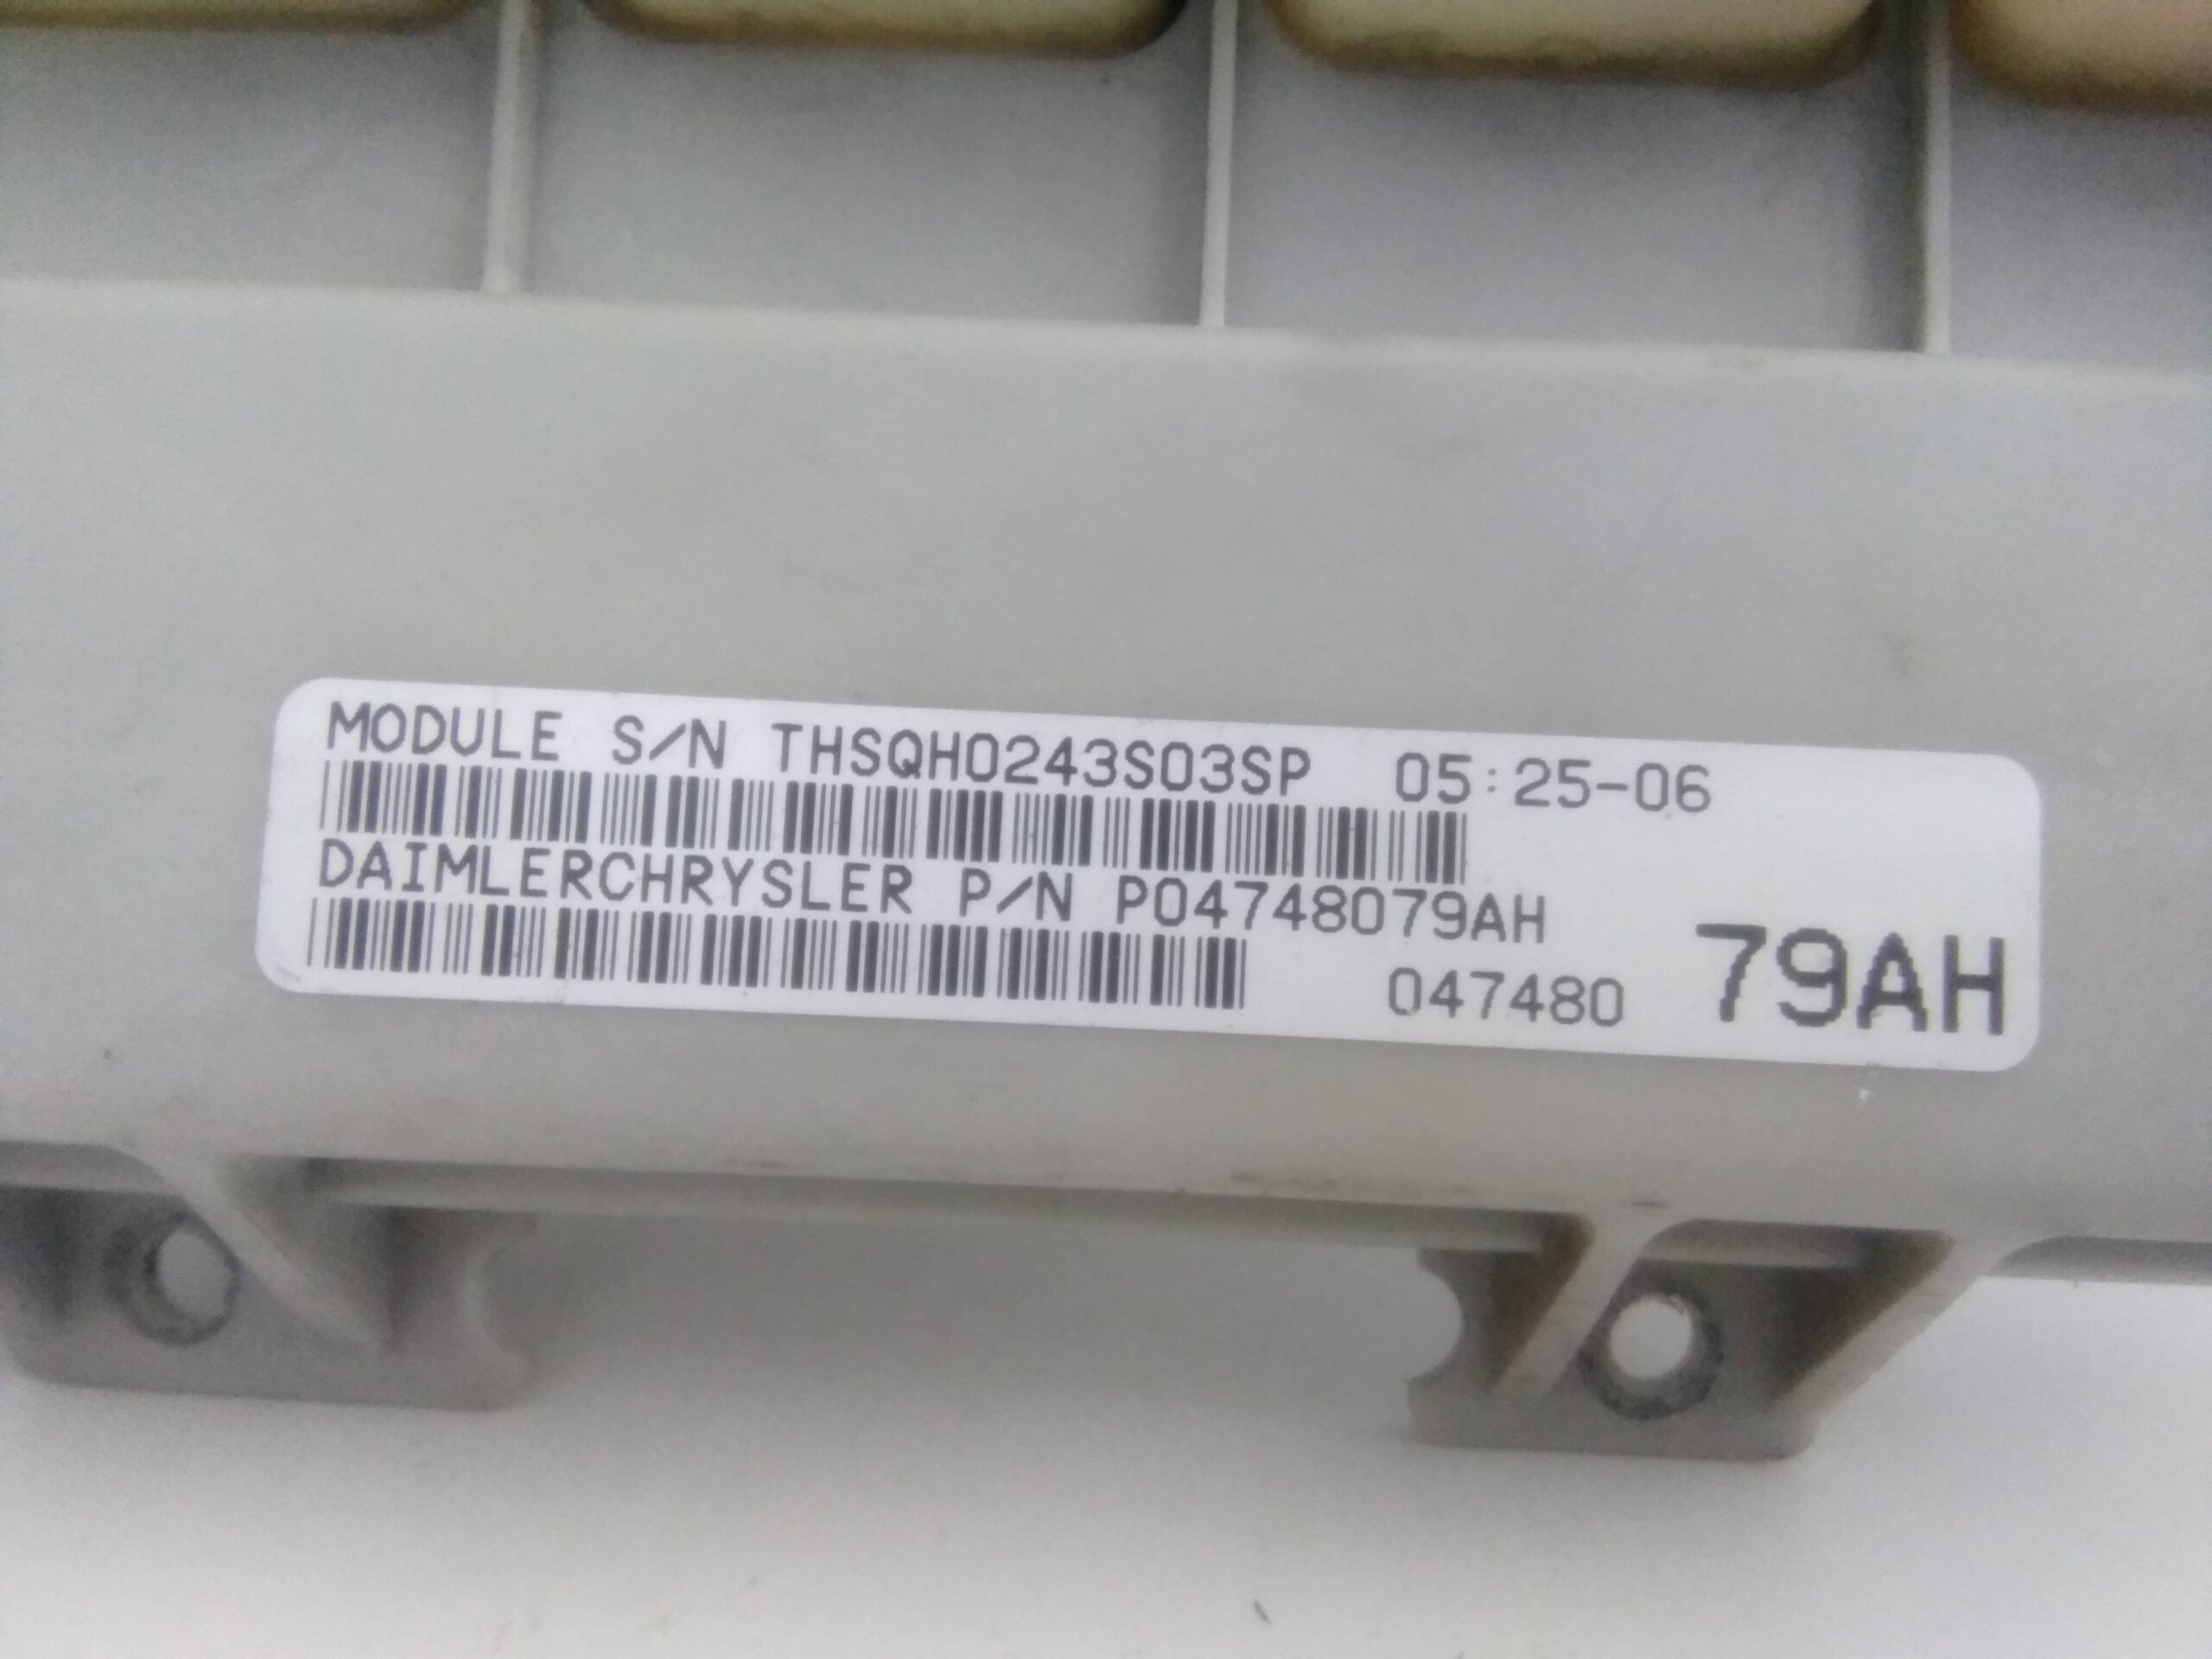 MODULE S/N THSQH0243S03SP 05:25-06
DAIMLERCHRYSLER P/N P04748079AH
047480 79AH